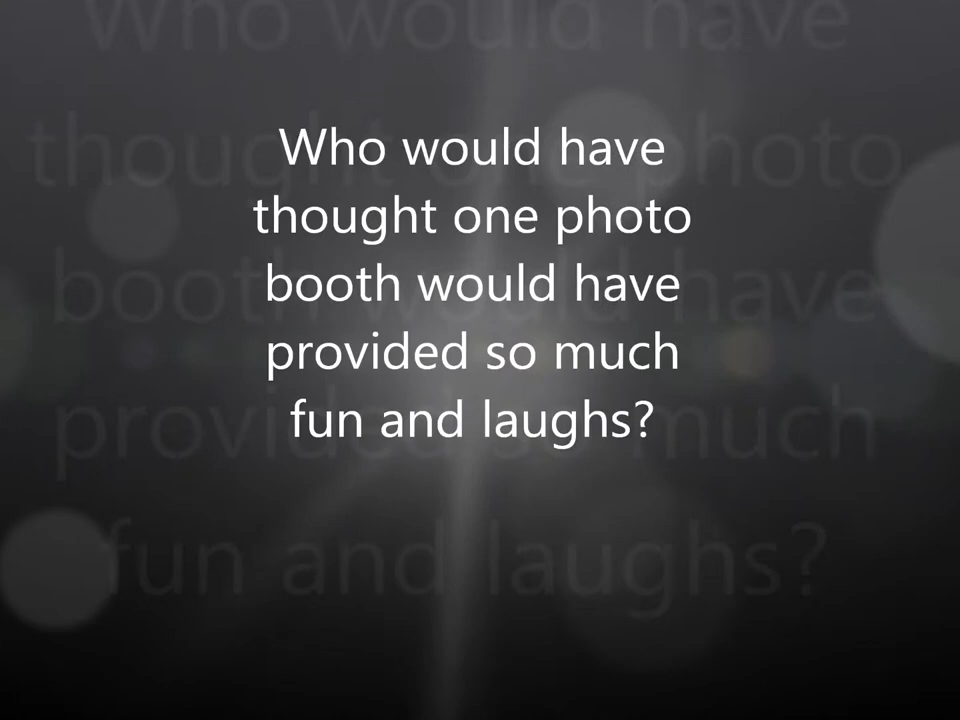 Who would have
thought one photo
booth would have
provided so much
fun and laughs?